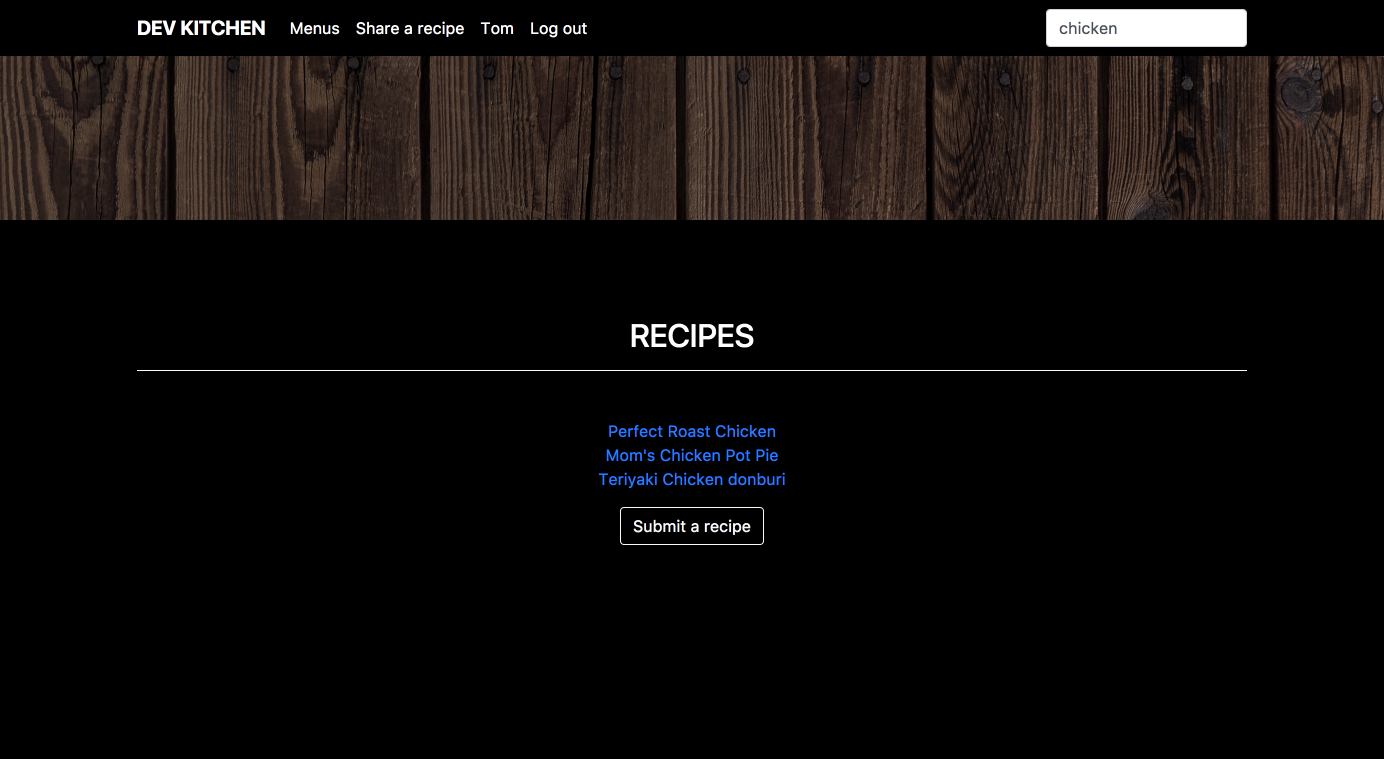 DEV KITCHEN Menus Share a recipe Tom Log out chicken
RECIPES
Perfect Roast Chicken
Mom's Chicken Pot Pie
Teriyaki Chicken donburi
Submit a recipe